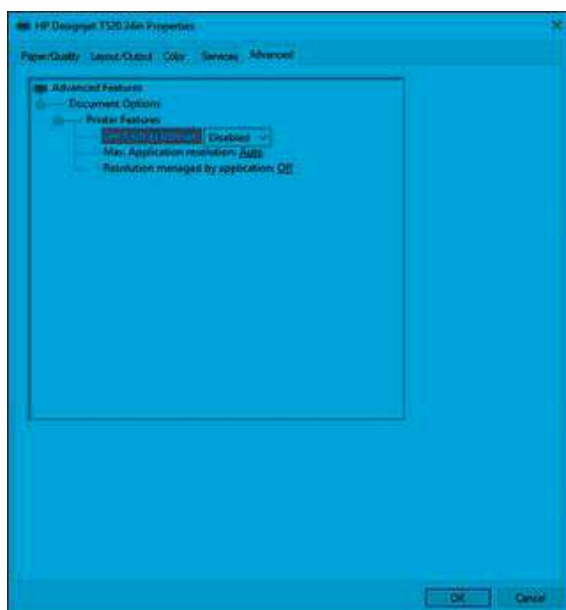 HP Designjet T520 24in Properties
Paper/Quality Layout/Output Color Services Advanced
Advanced Features
Document Options
Printer Features
Disabled
Max. Application resolution: Auto
Resolution managed by application: Off
OK Cancel